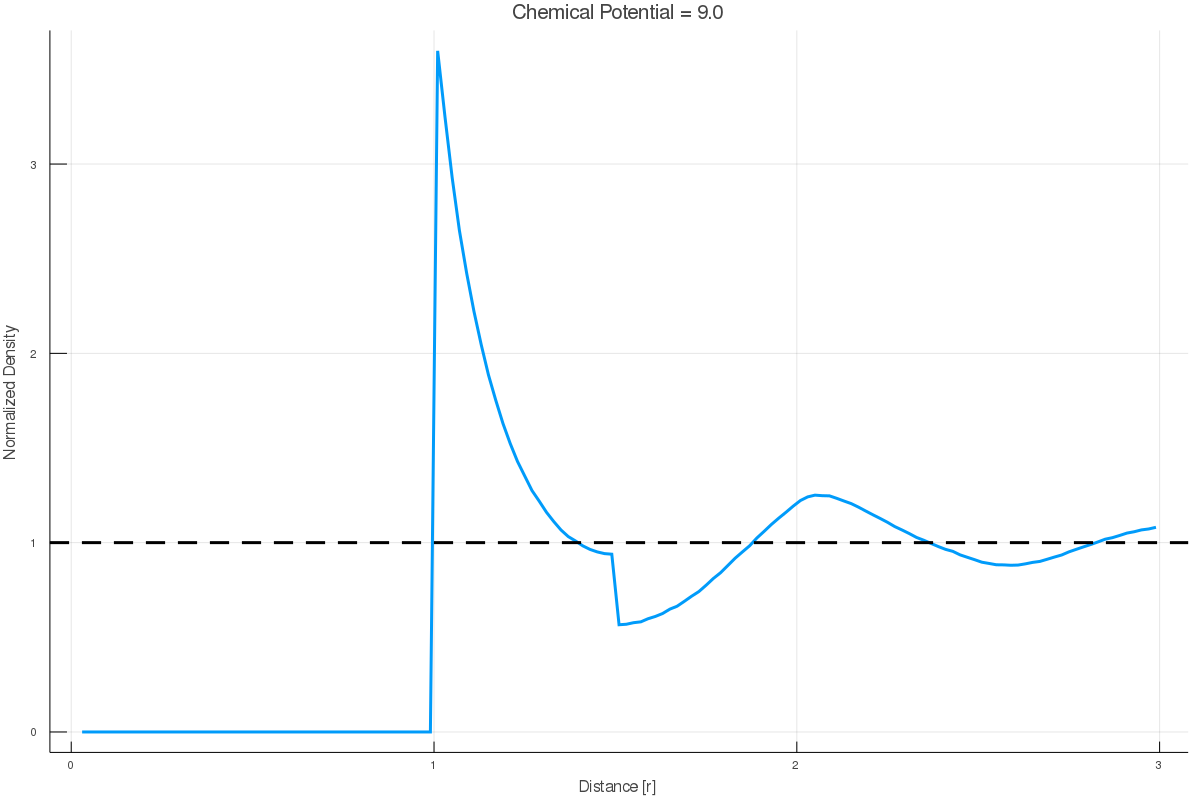 Chemical Potential = 9.0
Normalized Density
3
2
1
0
0
1
2
3
Distance [r]